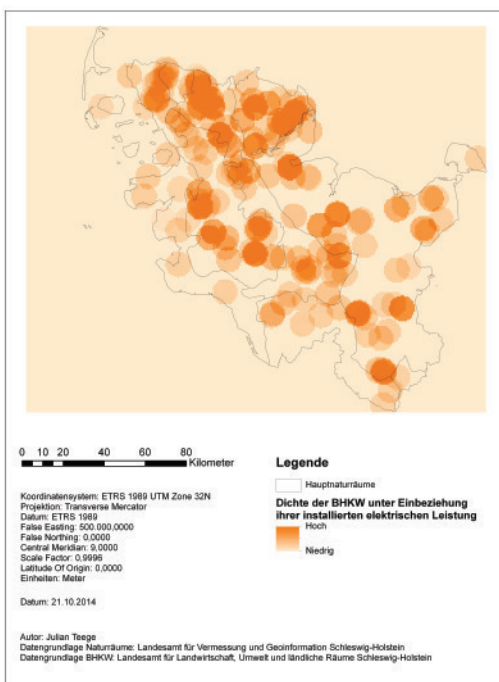 0 10 20 40 60 80
Kilometer
Koordinatensystem: ETRS 1989 UTM Zone 32N
Projektion: Transverse Mercator
Datum: ETRS 1989
False Easting: 500.000,0000
False Northing: 0,0000
Central Meridian: 9,0000
Scale Factor: 0,9996
Latitude Of Origin: 0,0000
Einheiten: Meter
Datum: 21.10.2014
Legende
Hauptnaturräume
Dichte der BHKW unter Einbeziehung
ihrer installierten elektrischen Leistung
Hoch
Niedrig
Autor: Julian Teege
Datengrundlage Naturräume: Landesamt für Vermessung und Geoinformation Schleswig-Holstein
Datengrundlage BHKW: Landesamt für Landwirtschaft, Umwelt und ländliche Räume Schleswig-Holstein